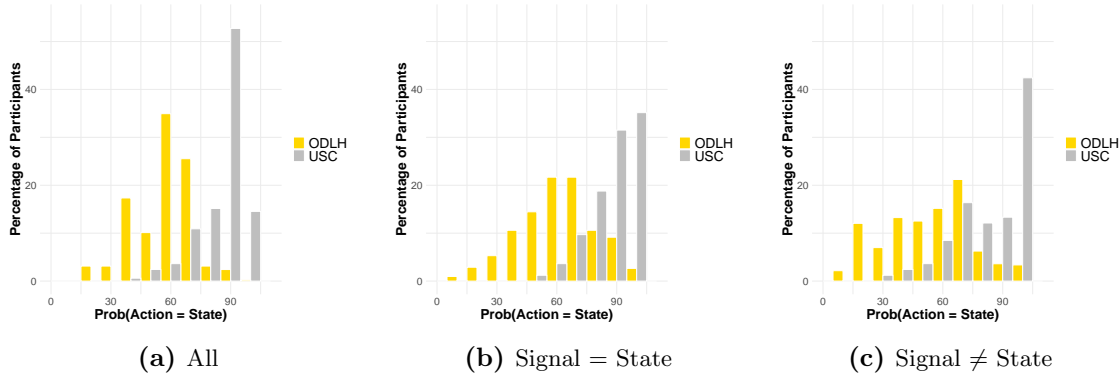 Percentage of Participants
40
20
0
0 30 60 90
Prob(Action = State)
ODLH
USC
(a) All
Percentage of Participants
40
20
0
0 30 60 90
Prob(Action = State)
ODLH
USC
(b) Signal = State
Percentage of Participants
40
20
0
0 30 60 90
Prob(Action = State)
ODLH
USC
(c) Signal ≠ State